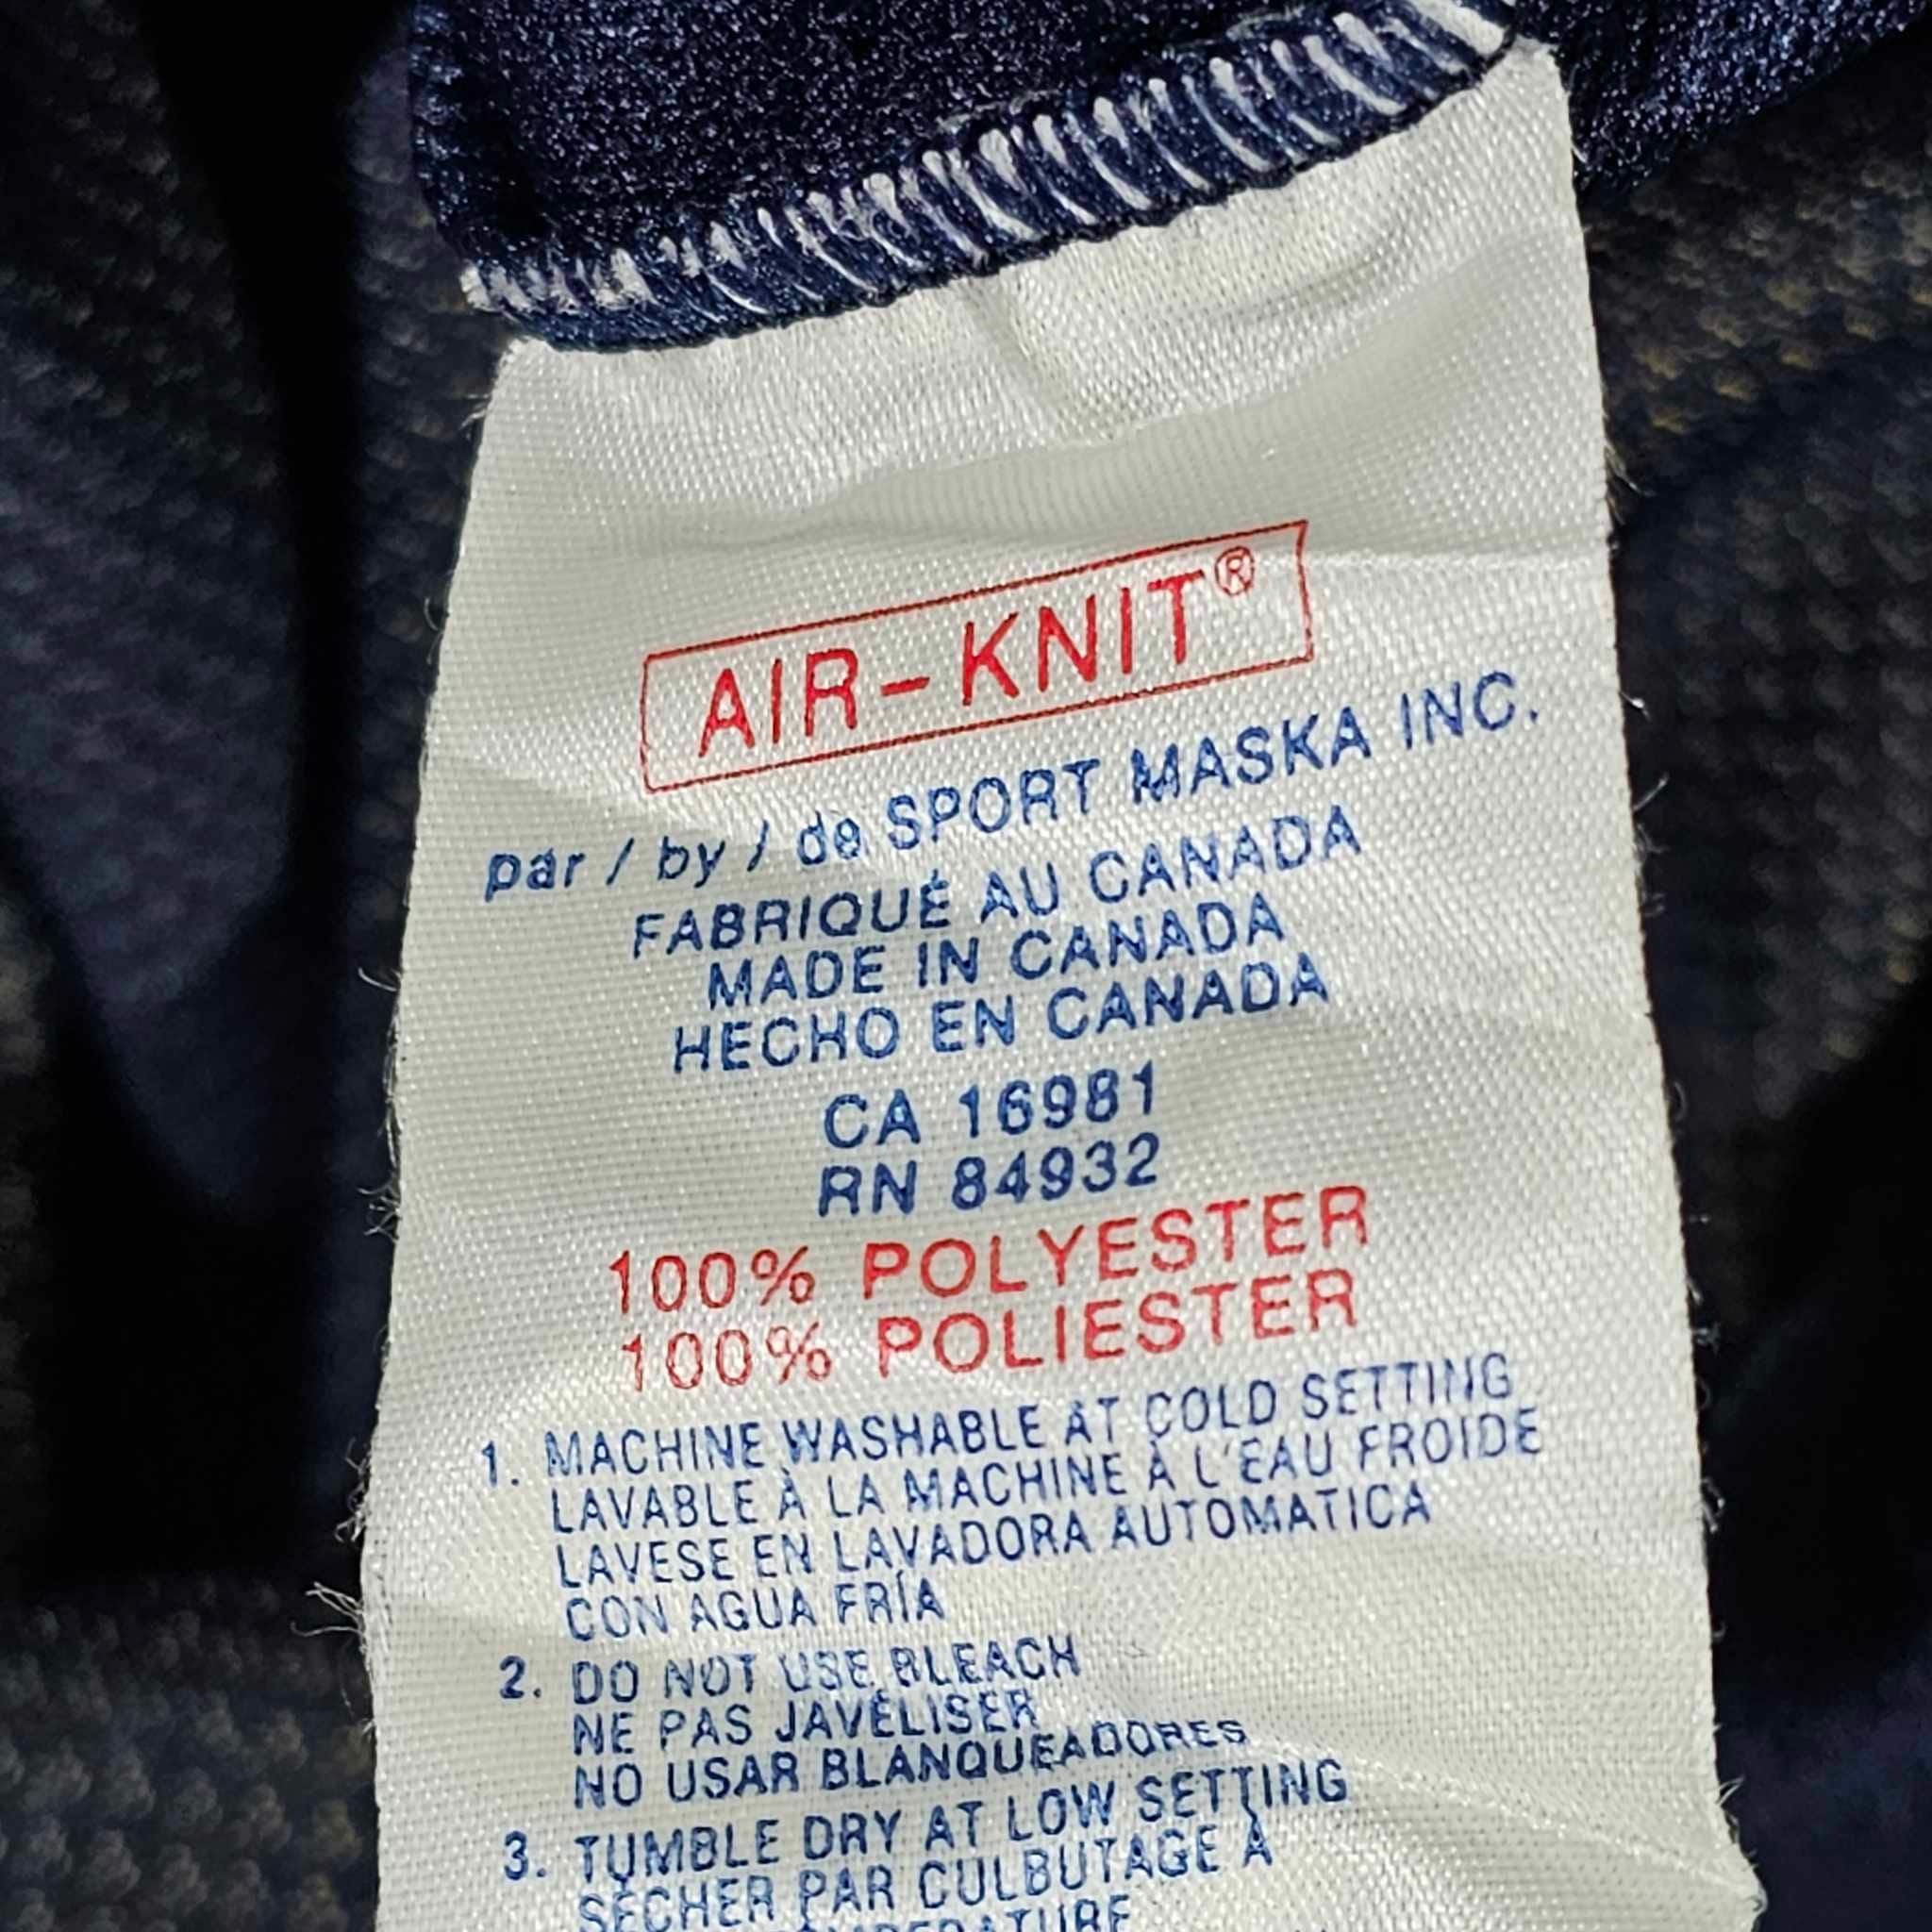 AIR-KNIT®
par / by / de SPORT MASKA INC.
FABRIQUÉ AU CANADA
MADE IN CANADA
HECHO EN CANADA
CA 16981
RN 84932
100% POLYESTER
100% POLIESTER
1. MACHINE WASHABLE AT COLD SETTING
LAVABLE À LA MACHINE À L'EAU FROIDE
LAVESE EN LAVADORA AUTOMATICA
CON AGUA FRÍA
2. DO NOT USE BLEACH
NE PAS JAVÉLISER
NO USAR BLANQUEADORES
3. TUMBLE DRY AT LOW SETTING
SÉCHER PAR CULBUTAGE À